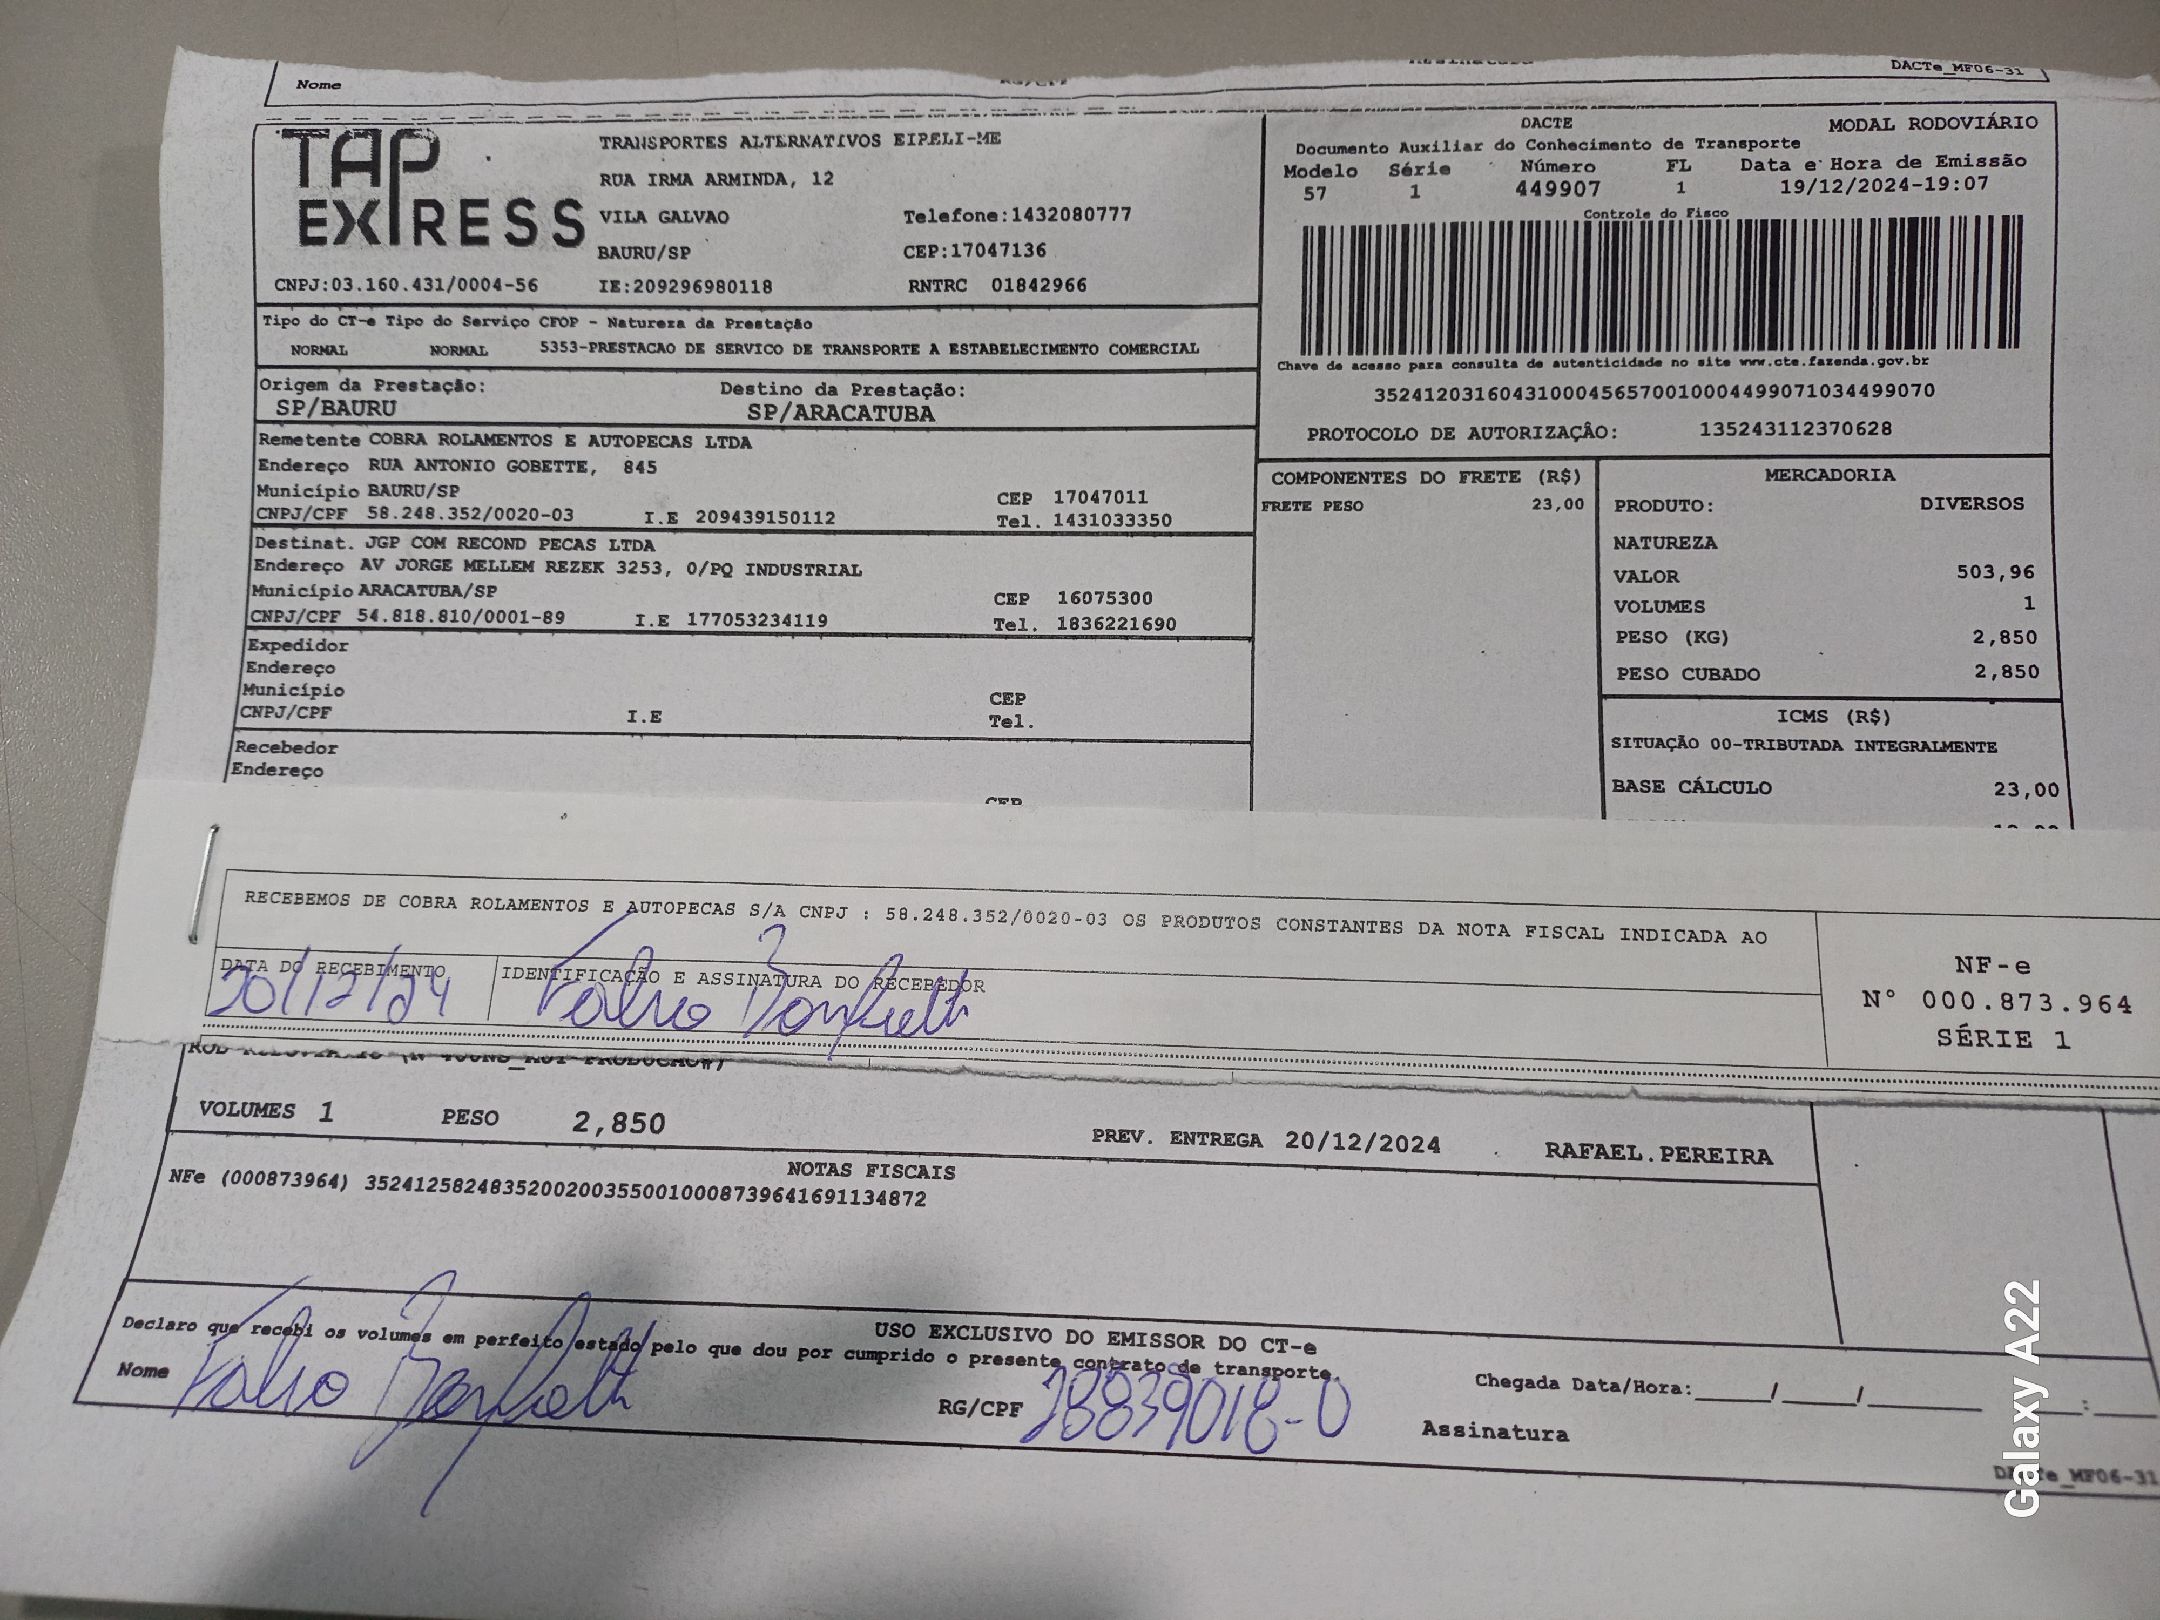 Nome
DACTe_MF06-31
TAP EXPRESS
TRANSPORTES ALTERNATIVOS EIRELI-ME
RUA IRMA ARMINDA, 12
VILA GALVAO Telefone:1432080777
BAURU/SP CEP:17047136
CNPJ:03.160.431/0004-56 IE:209296980118 RNTRC 01842966
DACTE MODAL RODOVIÁRIO
Documento Auxiliar do Conhecimento de Transporte
Modelo Série Número FL Data e Hora de Emissão
57 1 449907 1 19/12/2024-19:07
Controle do Fisco
Chave de acesso para consulta de autenticidade no site www.cte.fazenda.gov.br
35241203160431000456570010004499071034499070
PROTOCOLO DE AUTORIZAÇÂO: 135243112370628
Tipo do CT-e Tipo do Serviço CFOP - Natureza da Prestação
NORMAL NORMAL 5353-PRESTACAO DE SERVICO DE TRANSPORTE A ESTABELECIMENTO COMERCIAL
Origem da Prestação: Destino da Prestação:
SP/BAURU SP/ARACATUBA
Remetente COBRA ROLAMENTOS E AUTOPECAS LTDA
Endereço RUA ANTONIO GOBETTE, 845
Município BAURU/SP CEP 17047011
CNPJ/CPF 58.248.352/0020-03 I.E 209439150112 Tel. 1431033350
Destinat. JGP COM RECOND PECAS LTDA
Endereço AV JORGE MELLEM REZEK 3253, 0/PQ INDUSTRIAL
Município ARACATUBA/SP CEP 16075300
CNPJ/CPF 54.818.810/0001-89 I.E 177053234119 Tel. 1836221690
Expedidor
Endereço
Município CEP
CNPJ/CPF I.E Tel.
Recebedor
Endereço
CEP
COMPONENTES DO FRETE (R$)
FRETE PESO 23,00
MERCADORIA
PRODUTO: DIVERSOS
NATUREZA
VALOR 503,96
VOLUMES 1
PESO (KG) 2,850
PESO CUBADO 2,850
ICMS (R$)
SITUAÇÃO 00-TRIBUTADA INTEGRALMENTE
BASE CÁLCULO 23,00
RECEBEMOS DE COBRA ROLAMENTOS E AUTOPECAS S/A CNPJ : 58.248.352/0020-03 OS PRODUTOS CONSTANTES DA NOTA FISCAL INDICADA AO
DATA DO RECEBIMENTO IDENTIFICAÇÃO E ASSINATURA DO RECEBEDOR
20/12/24
NF-e
N° 000.873.964
SÉRIE 1
VOLUMES 1 PESO 2,850 PREV. ENTREGA 20/12/2024 RAFAEL.PEREIRA
NOTAS FISCAIS
NFe (000873964) 35241258248352002003550010008739641691134872
USO EXCLUSIVO DO EMISSOR DO CT-e
Declaro que recebi os volumes em perfeito estado pelo que dou por cumprido o presente contrato de transporte.
Nome RG/CPF 28839018-0 Chegada Data/Hora:_____/_____/________ ____:____
Assinatura
DACTe_MF06-31
Galaxy A22